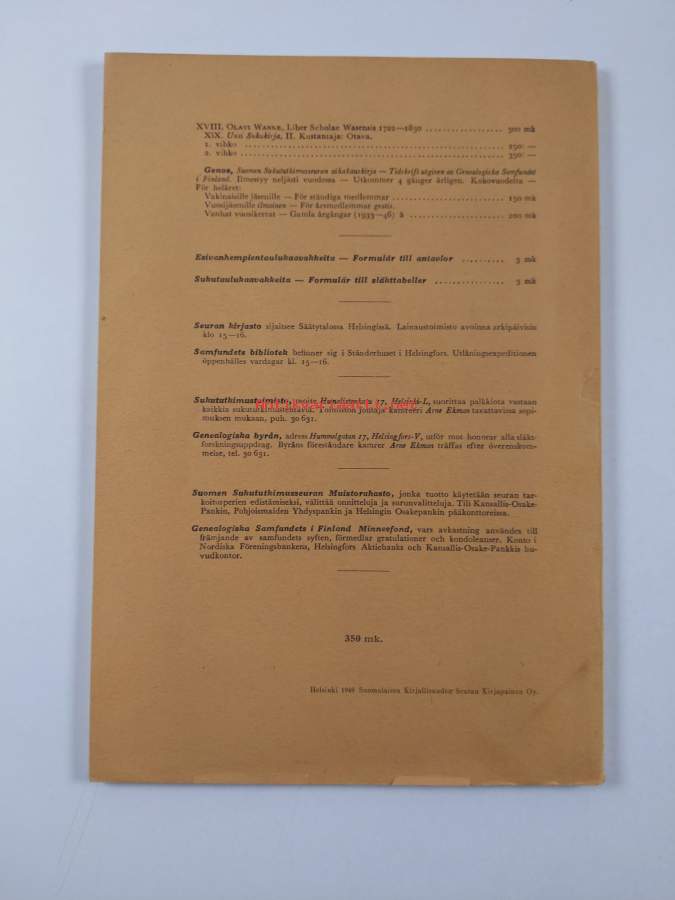 XVIII. OLAVI WANNE, Liber Scholae Wasensis 1722—1830 ................ 500 mk
XIX. Uusi Sukukirja, II. Kustantaja: Otava.
1. vihko ........................................ 250: —
2. vihko ........................................ 350: —
Genos, Suomen Sukututkimusseuran aikakauskirja — Tidskrift utgiven av Genealogiska Samfundet
i Finland. Ilmestyy neljästi vuodessa — Utkommer 4 gånger årligen. Kokovuodelta —
För helåret:
Vakinaisille jäsenille — För ständiga medlemmar ........................ 150 mk
Vuosijäsenille ilmaiseen — För årsmedlemmar gratis.
Vanhat vuosikerrat — Gamla årgångar (1933—46) à .................... 200 mk
Esivanhempientaulukaavakkeita — Formulär till antavlor .......... 3 mk
Sukutaulukaavakkeita — Formulär till släkttabeller ................ 3 mk
Seuran kirjasto sijaitsee Säätytalossa Helsingissä. Lainaustoimisto avoinna arkipäivisin
klo 15—16.
Samfundets bibliotek befinner sig i Ständerhuset i Helsingfors. Utlåningsexpeditionen
öppenhålles vardagar kl. 15—16.
Sukututkimustoimisto, osoite 17, Helsinki-L, suorittaa palkkiota vastaan
kaikkia sukututkimustehtäviä. Toimiston johtaja kamreeri Arne Ekman tavattavissa sopi-
muksen mukaan, puh. 30 631.
Genealogiska byrån, adress Hummelgatan 17, Helsingfors-V, utför mot honorar alla släkt-
forskningsuppdrag. Byråns föreståndare kamrer Arne Ekman träffas efter överenskom-
melse, tel. 30 631.
Suomen Sukututkimusseuran Muistorahasto, jonka tuotto käytetään seuran tar-
koitusperien edistämiseksi, välittää onnitteluja ja surunvalitteluja. Tili Kansallis-Osake-
Pankin, Pohjoismaiden Yhdyspankin ja Helsingin Osakepankin pääkonttoreissa.
Genealogiska Samfundets i Finland Minnesfond, vars avkastning användes till
främjande av samfundets syften, förmedlar gratulationer och kondoleanser. Konto i
Nordiska Föreningsbankens, Helsingfors Aktiebanks och Kansallis-Osake-Pankkis hu-
vudkontor.
350 mk.
Helsinki 1948 Suomalaisen Kirjallisuuden Seuran Kirjapainon Oy.